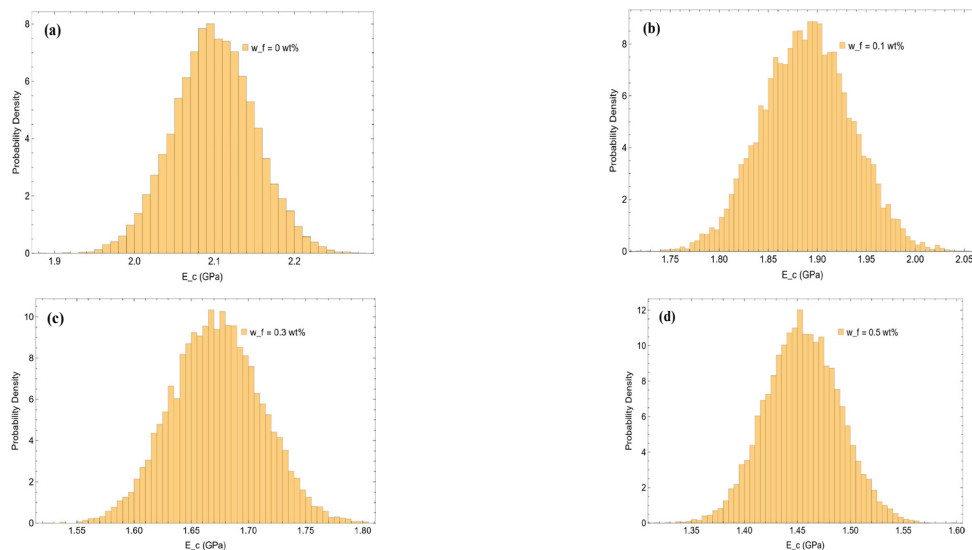 (a)
w_f = 0 wt%
Probability Density
8
6
4
2
0
1.9 2.0 2.1 2.2
E_c (GPa)
(b)
w_f = 0.1 wt%
Probability Density
8
6
4
2
0
1.75 1.80 1.85 1.90 1.95 2.00 2.05
E_c (GPa)
(c)
w_f = 0.3 wt%
Probability Density
10
8
6
4
2
0
1.55 1.60 1.65 1.70 1.75 1.80
E_c (GPa)
(d)
w_f = 0.5 wt%
Probability Density
12
10
8
6
4
2
0
1.35 1.40 1.45 1.50 1.55 1.60
E_c (GPa)